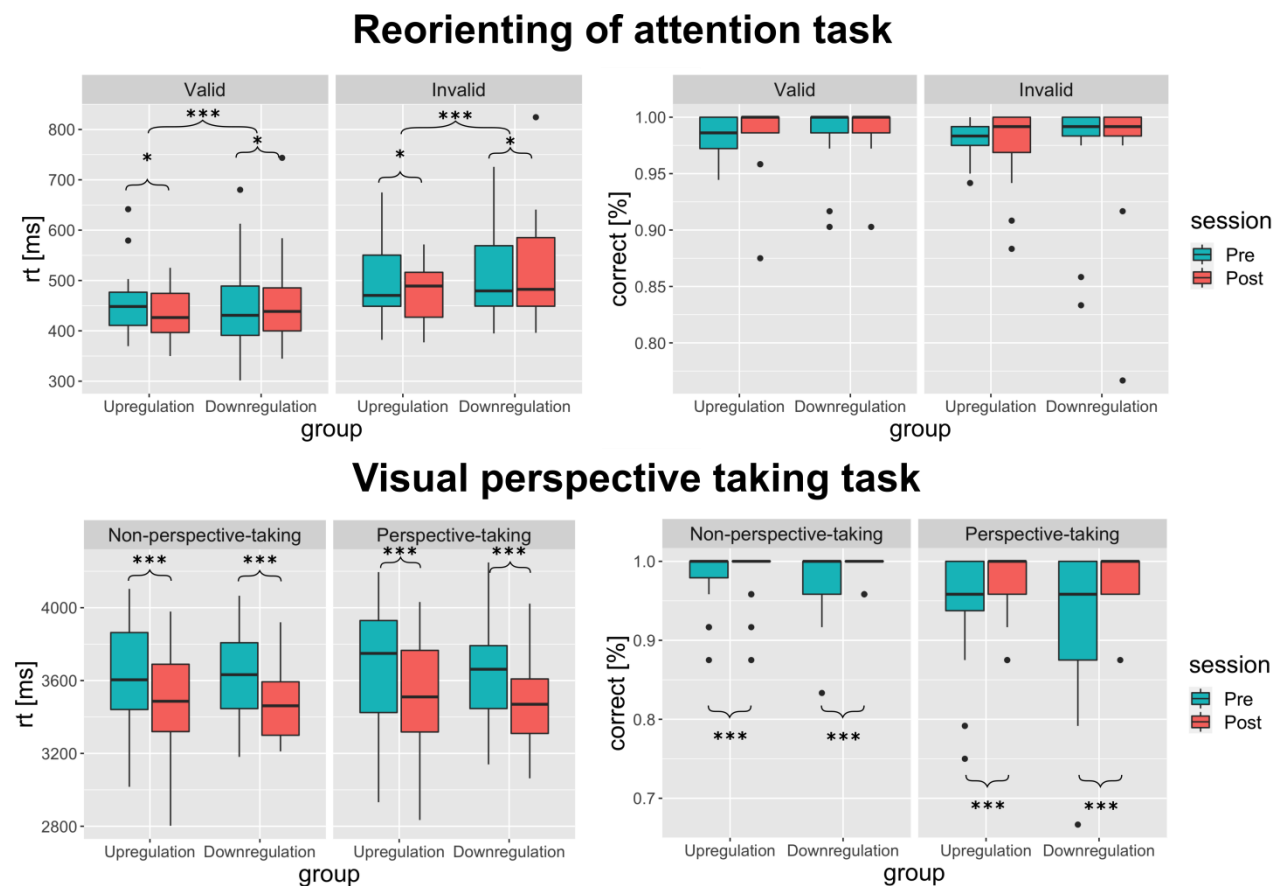 Reorienting of attention task
Valid
Invalid
***
*
*
***
*
*
800
700
600
500
400
300
rt [ms]
Upregulation
Downregulation
Upregulation
Downregulation
group
Valid
Invalid
1.00
0.95
0.90
0.85
0.80
correct [%]
Upregulation
Downregulation
Upregulation
Downregulation
group
session
Pre
Post
Visual perspective taking task
Non-perspective-taking
Perspective-taking
***
***
***
***
4000
3600
3200
2800
rt [ms]
Upregulation
Downregulation
Upregulation
Downregulation
group
Non-perspective-taking
Perspective-taking
1.0
0.9
0.8
0.7
correct [%]
***
***
***
***
Upregulation
Downregulation
Upregulation
Downregulation
group
session
Pre
Post